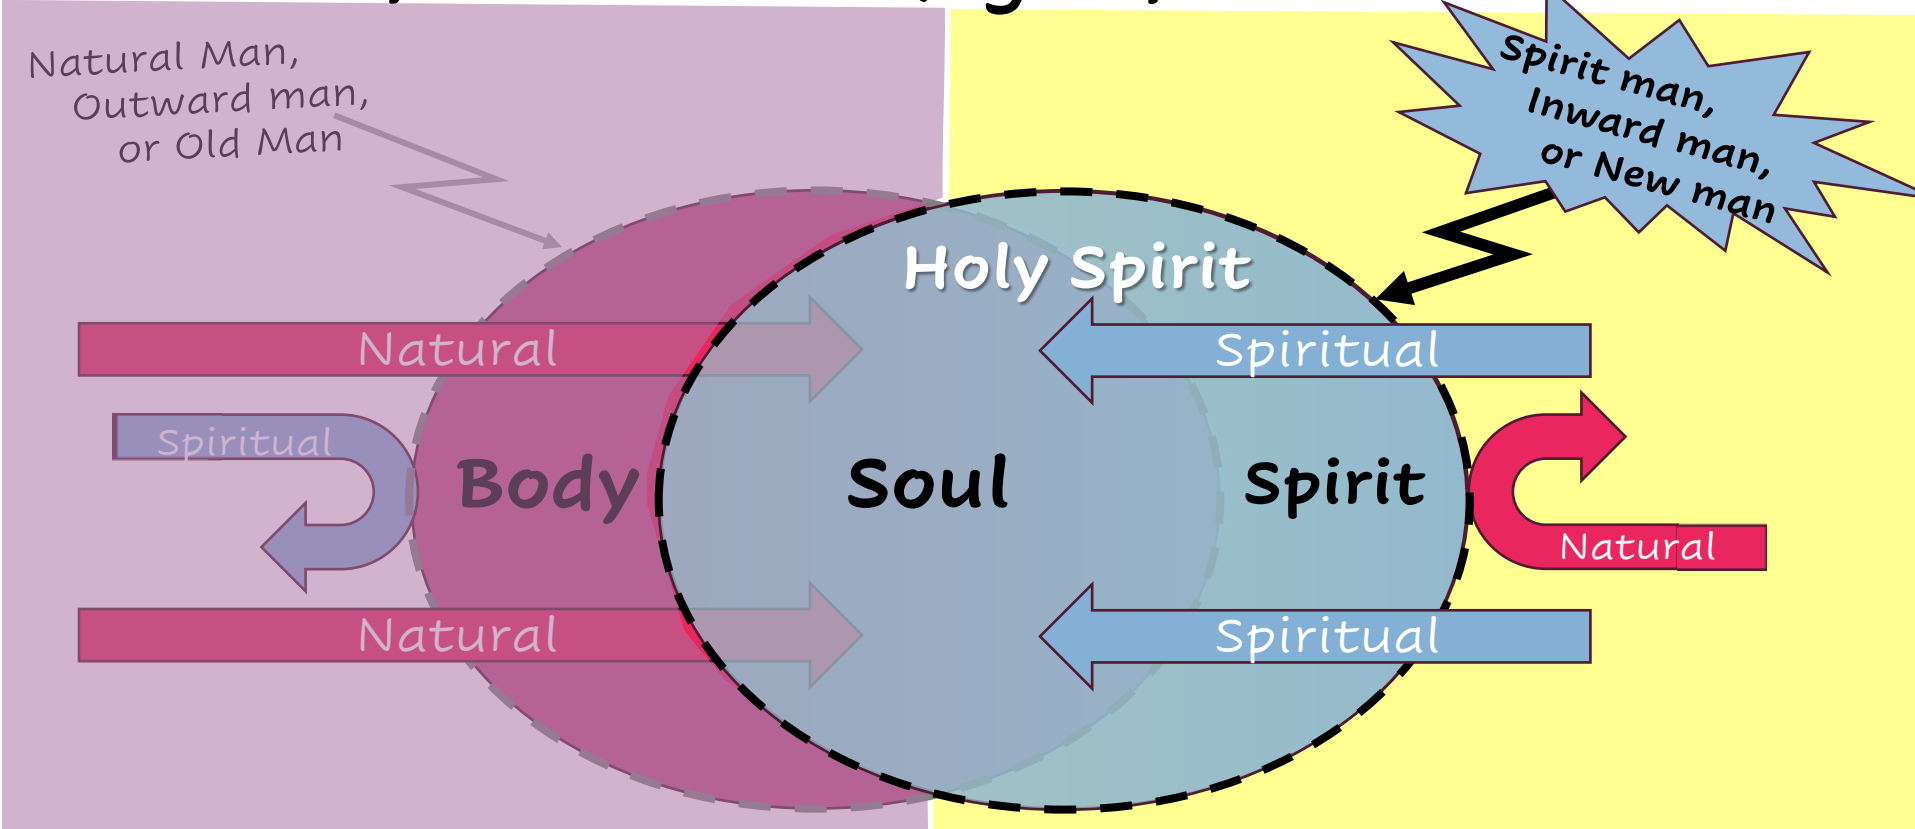 Natural Man,
Outward man,
or Old Man
Spirit man,
Inward man,
or New man
Holy Spirit
Natural
Spiritual
Spiritual
Body
Soul
Spirit
Natural
Natural
Spiritual